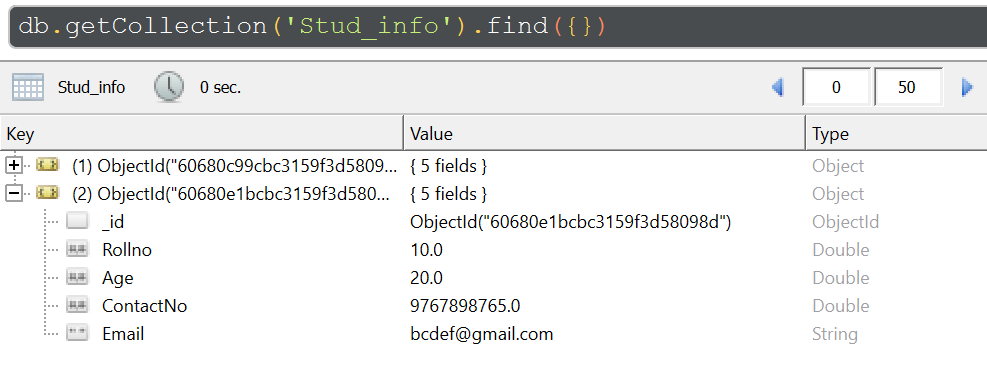 db.getCollection('Stud_info').find({})
Stud_info 0 sec. 0 50
Key Value Type
(1) ObjectId("60680c99cbc3159f3d5809... { 5 fields } Object
(2) ObjectId("60680e1bcbc3159f3d580... { 5 fields } Object
_id ObjectId("60680e1bcbc3159f3d58098d") ObjectId
Rollno 10.0 Double
Age 20.0 Double
ContactNo 9767898765.0 Double
Email bcdef@gmail.com String